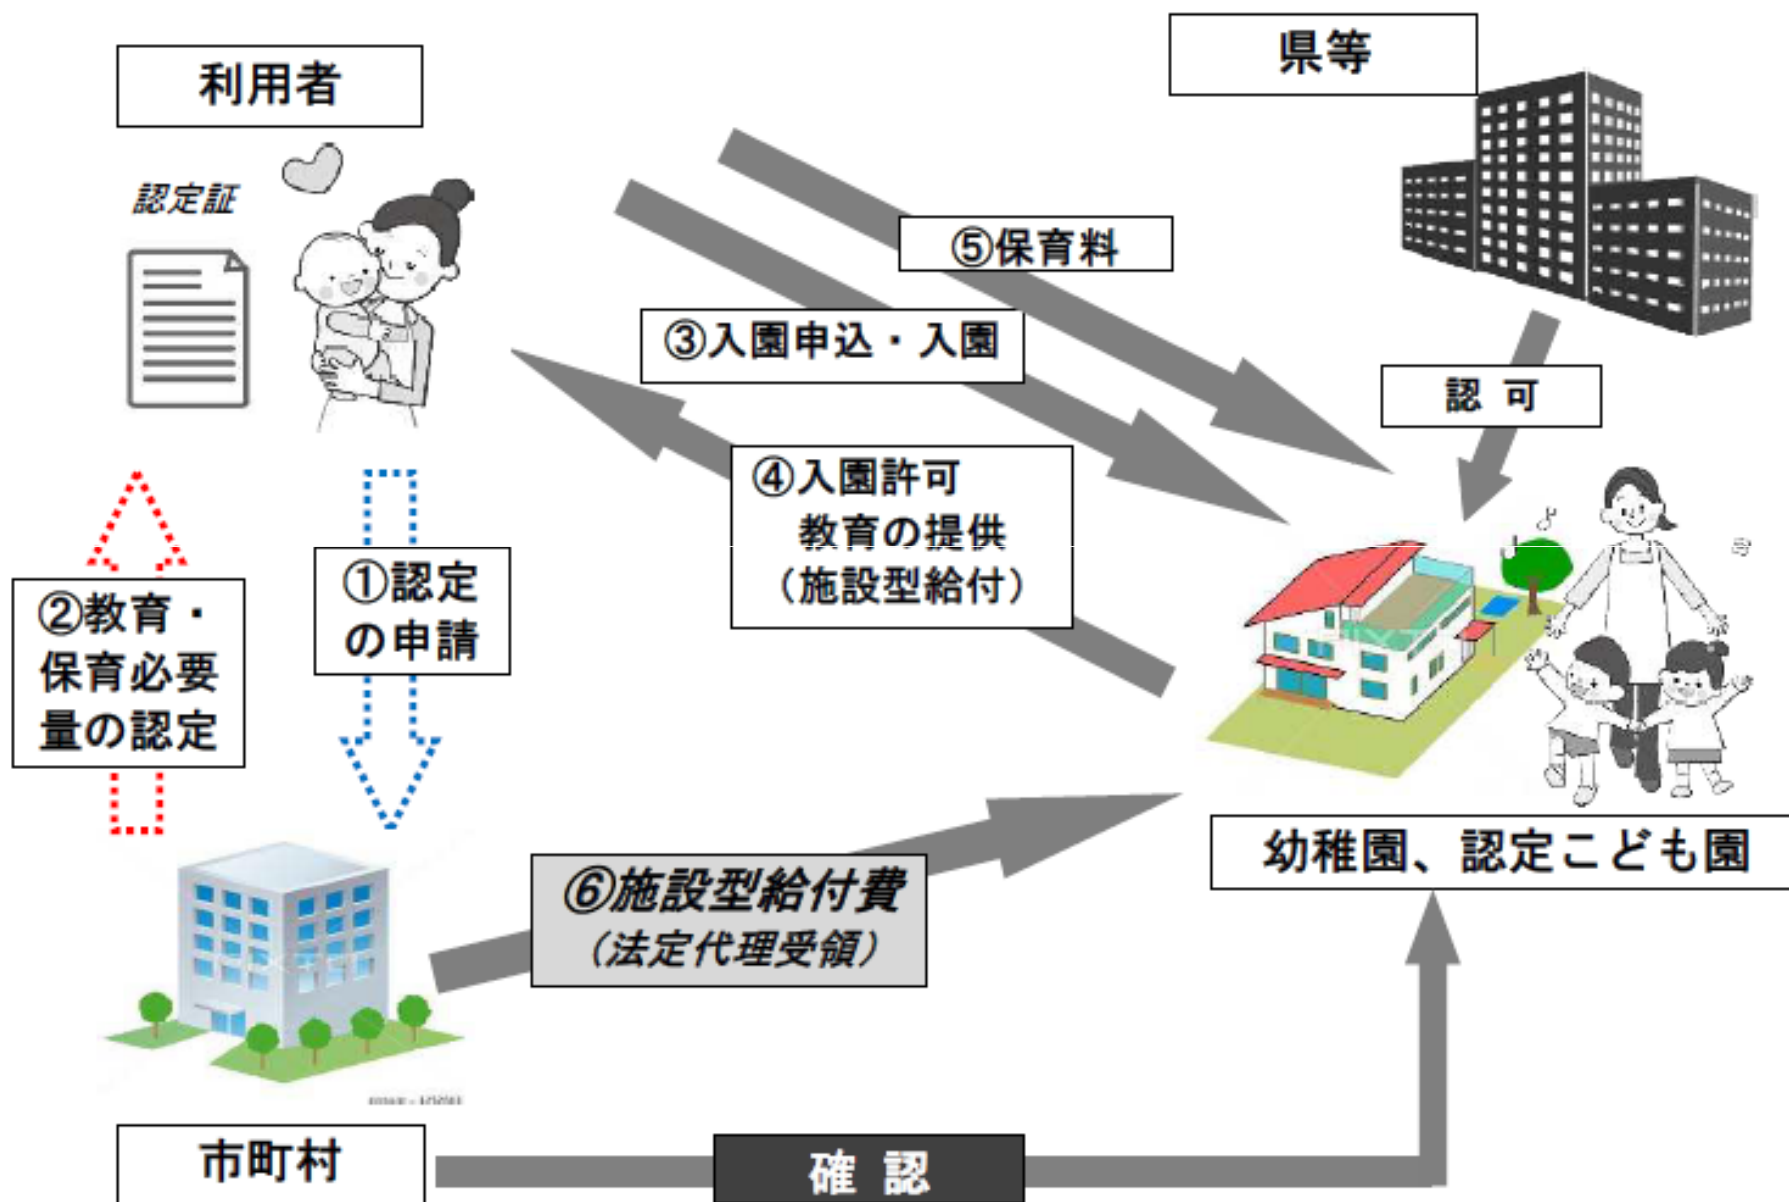 利用者
県等
認定証
⑤保育料
③入園申込・入園
認 可
④入園許可
教育の提供
(施設型給付)
①認定
の申請
②教育・
保育必要
量の認定
幼稚園、認定こども園
⑥施設型給付費
(法定代理受領)
市町村
確 認